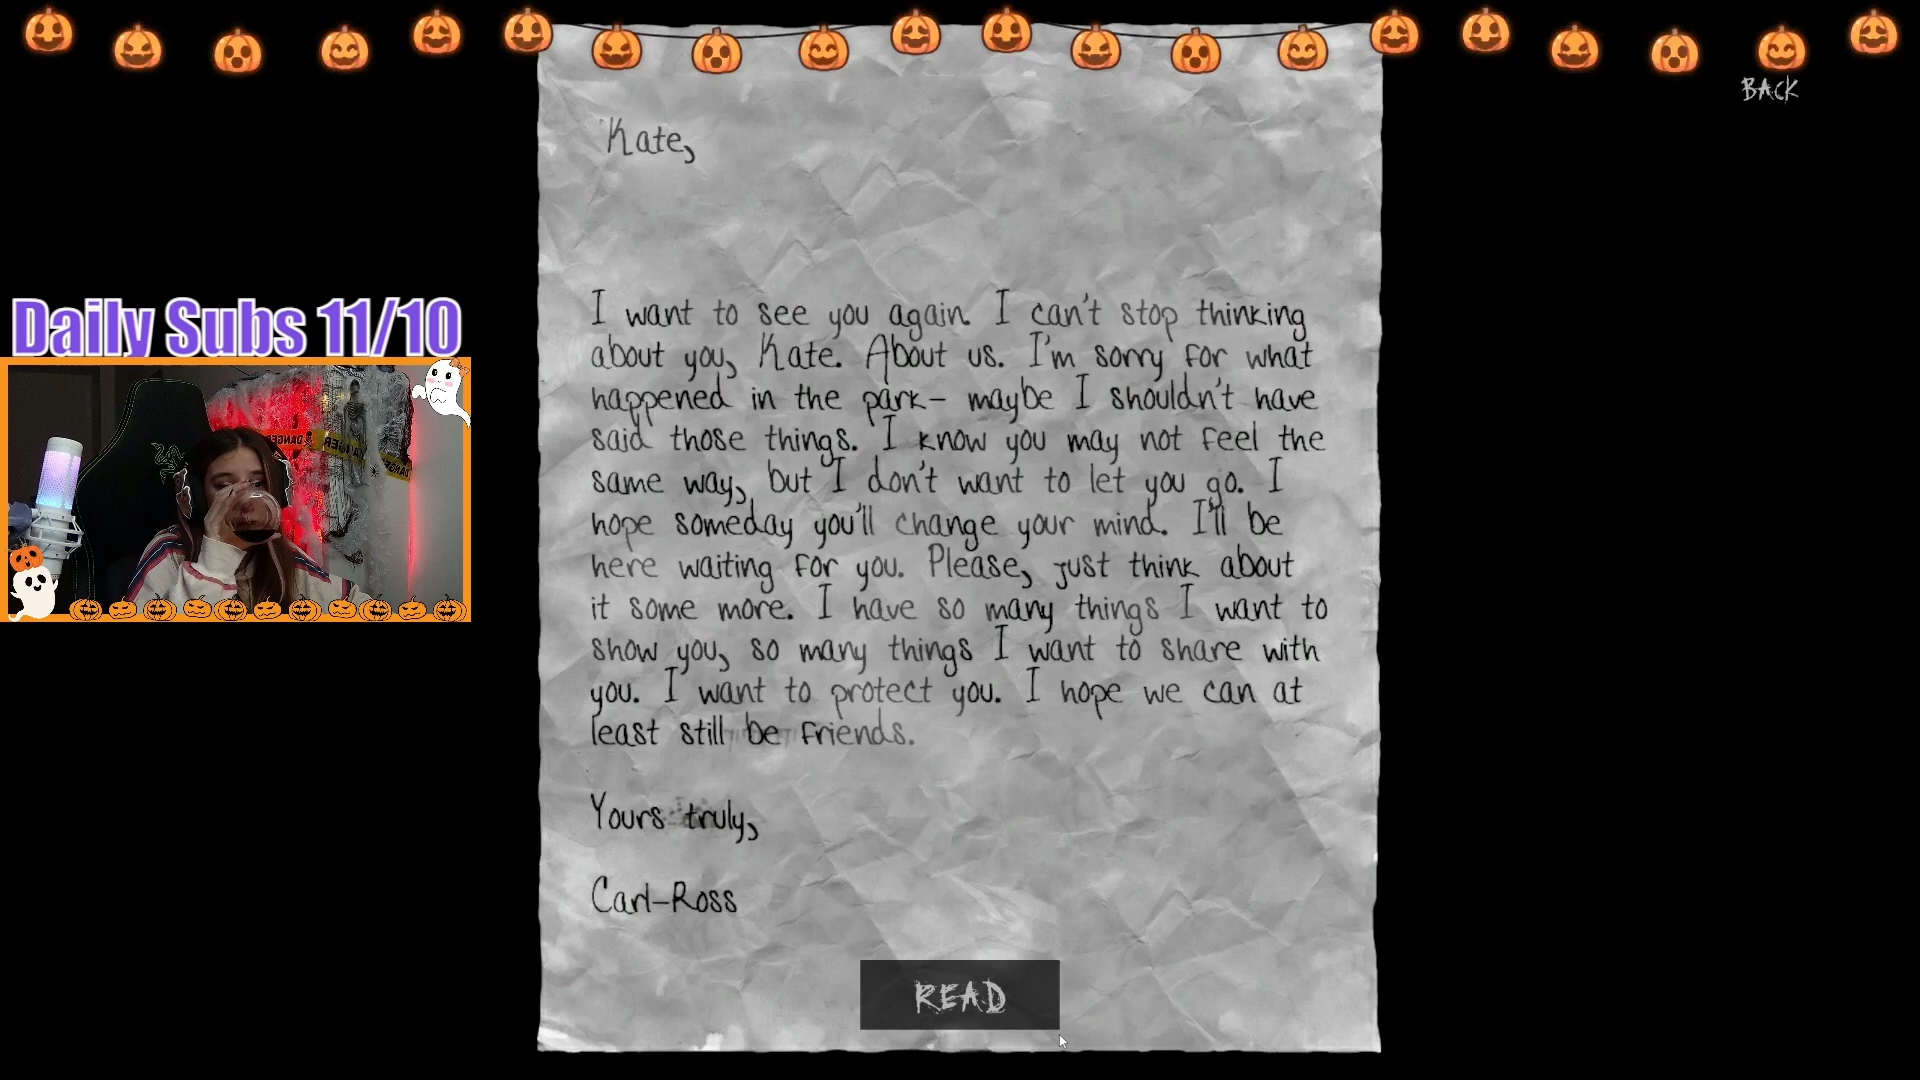 BACK
Kate,
I want to see you again. I can't stop thinking
about you, Kate. About us. I'm sorry for what
happened in the park- maybe I shouldn't have
said those things. I know you may not feel the
same way, but I don't want to let you go. I
hope someday you'll change your mind. I'll be
here waiting for you. Please, just think about
it some more. I have so many things I want to
show you, so many things I want to share with
you. I want to protect you. I hope we can at
least still be friends.
Yours truly,
Carl-Ross
READ
Daily Subs 11/10
DANGER